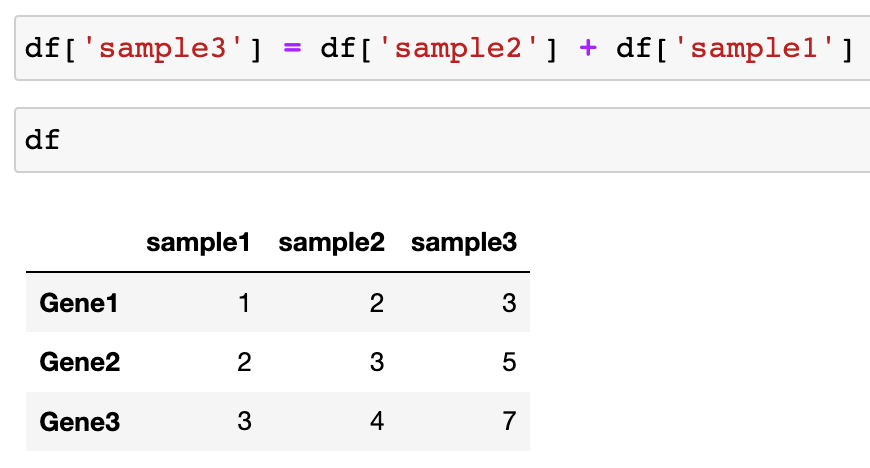 df['sample3'] = df['sample2'] + df['sample1']
df
sample1 sample2 sample3
Gene1 1 2 3
Gene2 2 3 5
Gene3 3 4 7